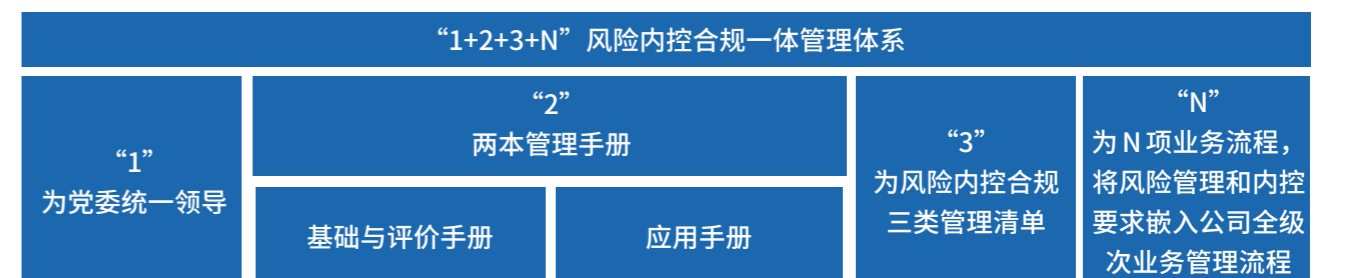 “1+2+3+N”风险内控合规一体管理体系
“1”
为党委统一领导
“2”
两本管理手册
基础与评价手册
应用手册
“3”
为风险内控合规
三类管理清单
“N”
为 N 项业务流程，
将风险管理和内控
要求嵌入公司全级
次业务管理流程